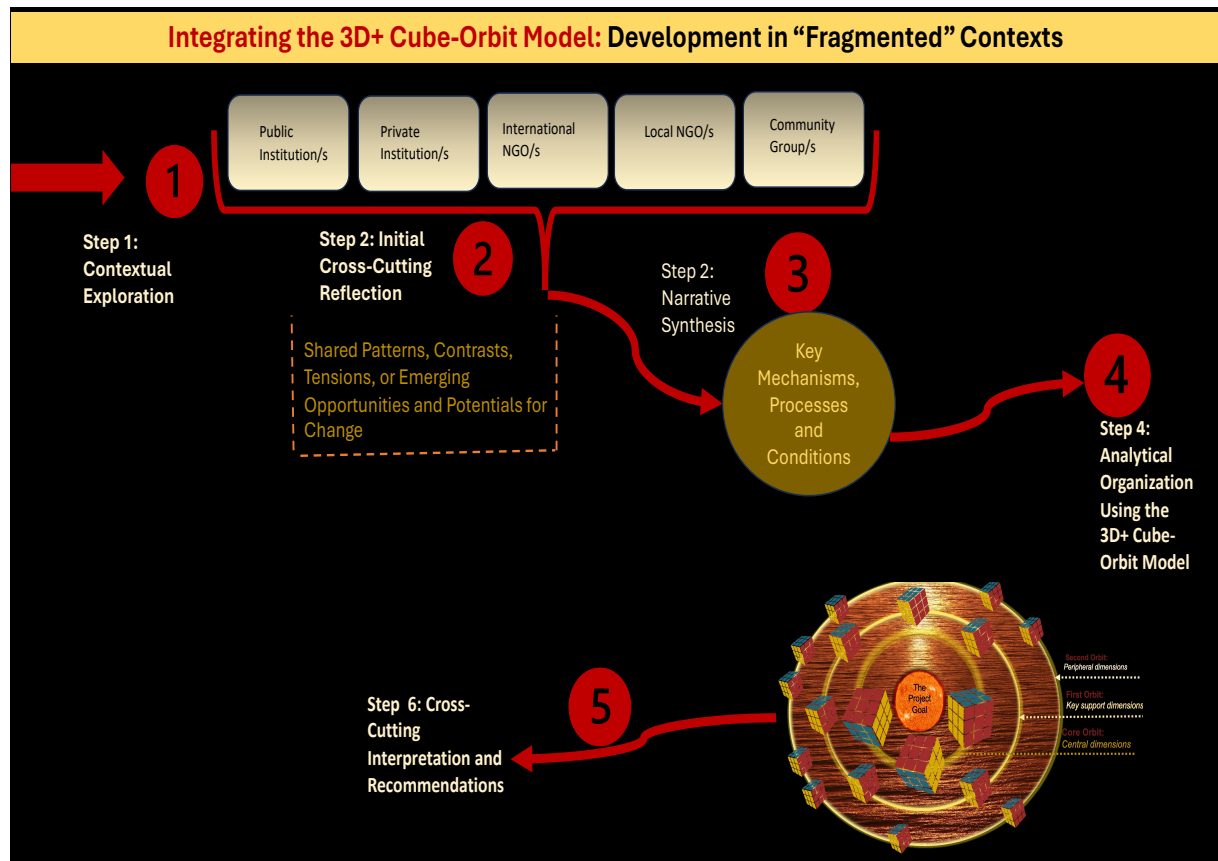 Integrating the 3D+ Cube-Orbit Model: Development in “Fragmented” Contexts
Public
Institution/s
Private
Institution/s
International
NGO/s
Local NGO/s
Community
Group/s
1
Step 1:
Contextual
Exploration
Step 2: Initial
Cross-Cutting
Reflection
2
Shared Patterns, Contrasts,
Tensions, or Emerging
Opportunities and Potentials for
Change
Step 2:
Narrative
Synthesis
3
Key
Mechanisms,
Processes
and
Conditions
4
Step 4:
Analytical
Organization
Using the
3D+ Cube-
Orbit Model
The
Project
Goal
Second Orbit:
Peripheral dimensions
First Orbit:
Key support dimensions
Core Orbit:
Central dimensions
5
Step 6: Cross-
Cutting
Interpretation and
Recommendations